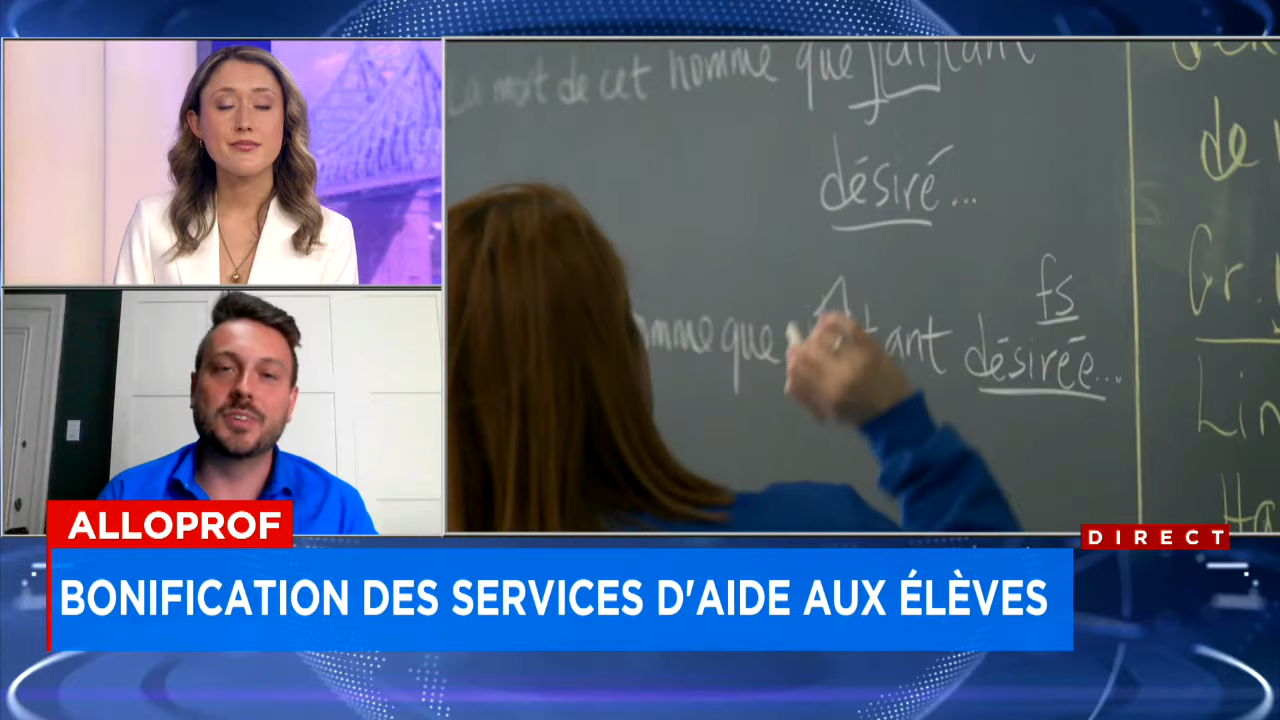 La mort de cet homme que j'ai tant
désiré...
fs
homme que tant désirée...
de
Gr.
ALLOPROF
DIRECT
BONIFICATION DES SERVICES D'AIDE AUX ÉLÈVES